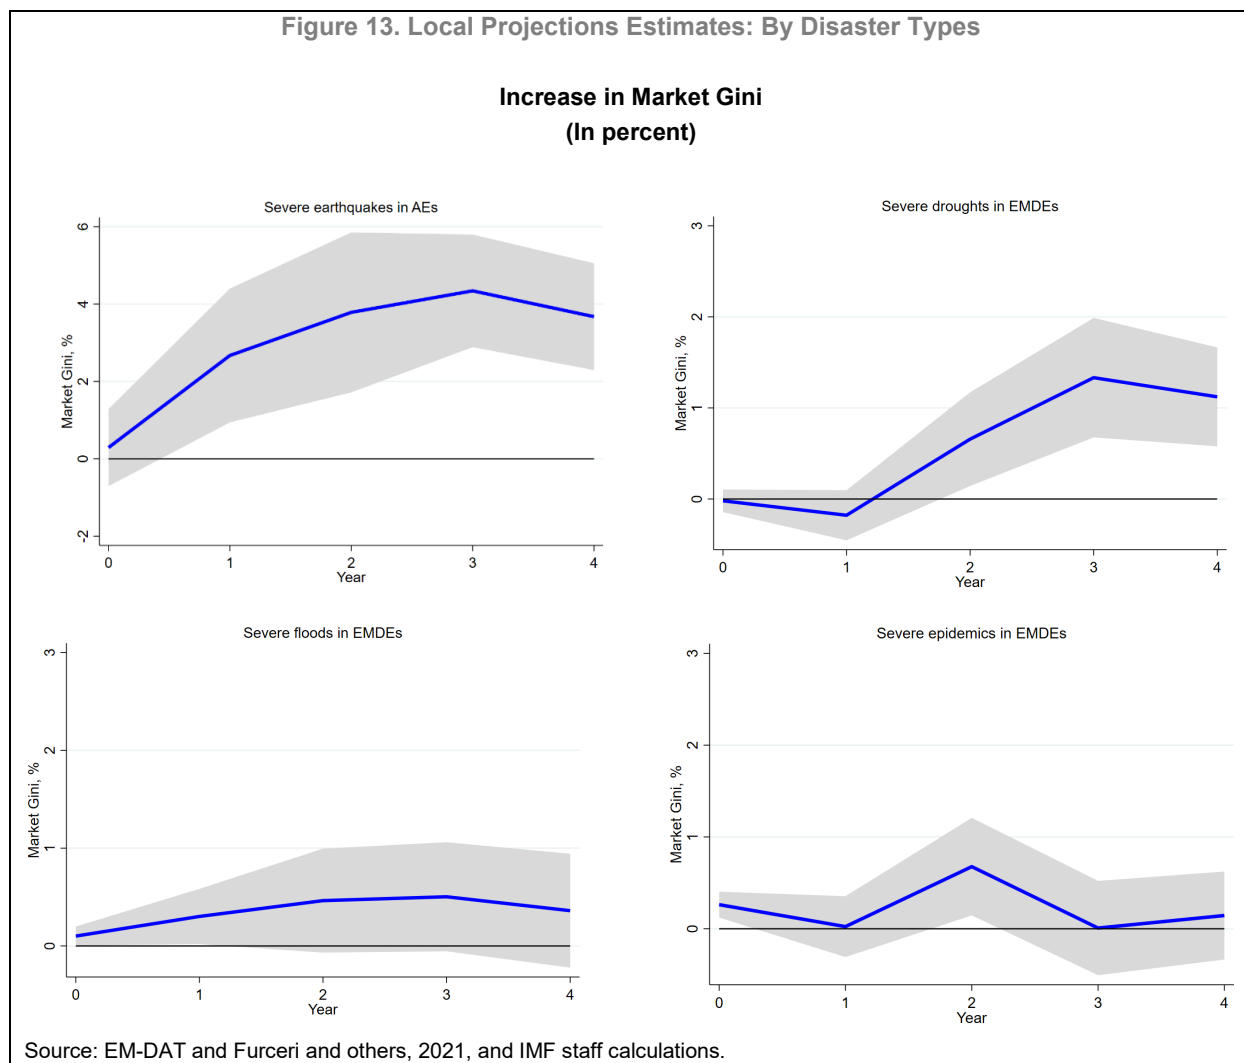 Figure 13. Local Projections Estimates: By Disaster Types
Increase in Market Gini
(In percent)
Severe earthquakes in AEs
Market Gini, %
6
4
2
0
-2
0 1 2 3 4
Year
Severe droughts in EMDEs
Market Gini, %
3
2
1
0
0 1 2 3 4
Year
Severe floods in EMDEs
Market Gini, %
3
2
1
0
0 1 2 3 4
Year
Severe epidemics in EMDEs
Market Gini, %
3
2
1
0
0 1 2 3 4
Year
Source: EM-DAT and Furceri and others, 2021, and IMF staff calculations.